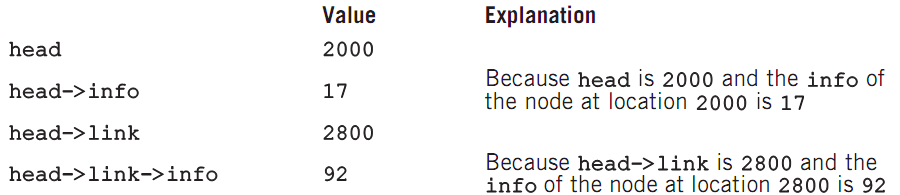 Value Explanation
head 2000
head->info 17 Because head is 2000 and the info of
the node at location 2000 is 17
head->link 2800
head->link->info 92 Because head->link is 2800 and the
info of the node at location 2800 is 92